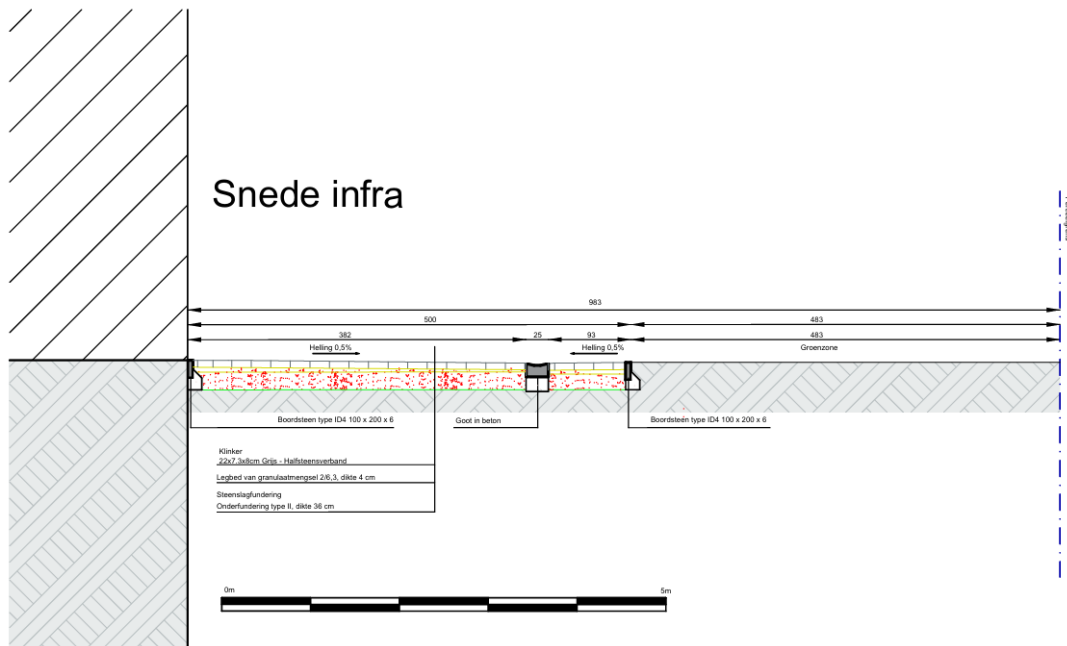 Snede infra
983
500
483
382
25
93
483
Helling 0,5%
Helling 0,5%
Groenzone
Boordsteen type ID4 100 x 200 x 6
Goot in beton
Boordsteen type ID4 100 x 200 x 6
Klinker
22x7,3x8cm Grijs - Halfsteensverband
Legbed van granulaatmengsel 2/6,3, dikte 4 cm
Steenslagfundering
Onderfundering type II, dikte 36 cm
0m
5m